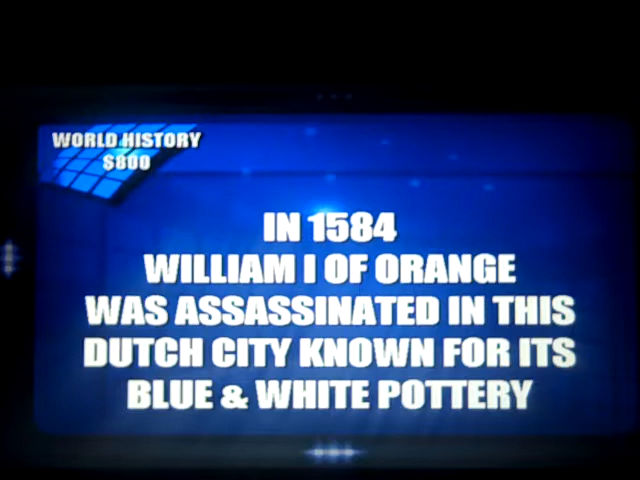 WORLD HISTORY
$800
IN 1584
WILLIAM I OF ORANGE
WAS ASSASSINATED IN THIS
DUTCH CITY KNOWN FOR ITS
BLUE & WHITE POTTERY